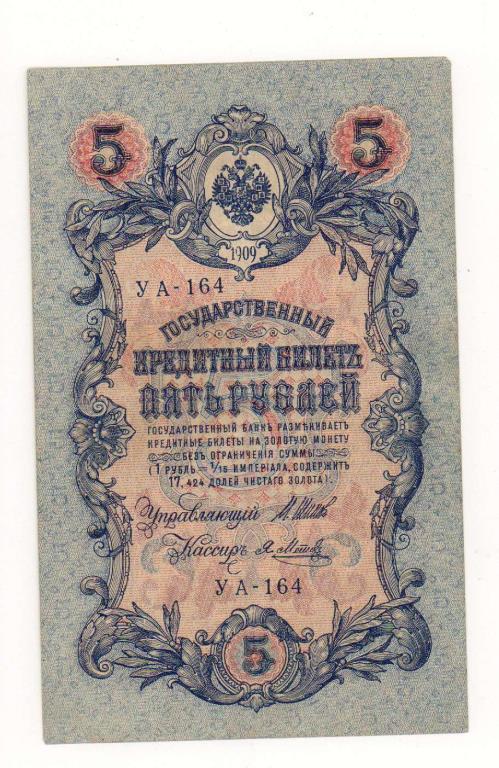 5 5
1909
УА-164
ГОСУДАРСТВЕННЫЙ
КРЕДИТНЫЙ БИЛЕТЪ
ПЯТЬ РУБЛЕЙ
ГОСУДАРСТВЕННЫЙ БАНКЪ РАЗМѢНИВАЕТЪ
КРЕДИТНЫЕ БИЛЕТЫ НА ЗОЛОТУЮ МОНЕТУ
БЕЗЪ ОГРАНИЧЕНІЯ СУММЫ
(1 РУБЛЬ = 1/15 ИМПЕРІАЛА, СОДЕРЖИТЪ
17,424 ДОЛЕЙ ЧИСТАГО ЗОЛОТА).
Управляющій
Кассиръ
УА-164
5